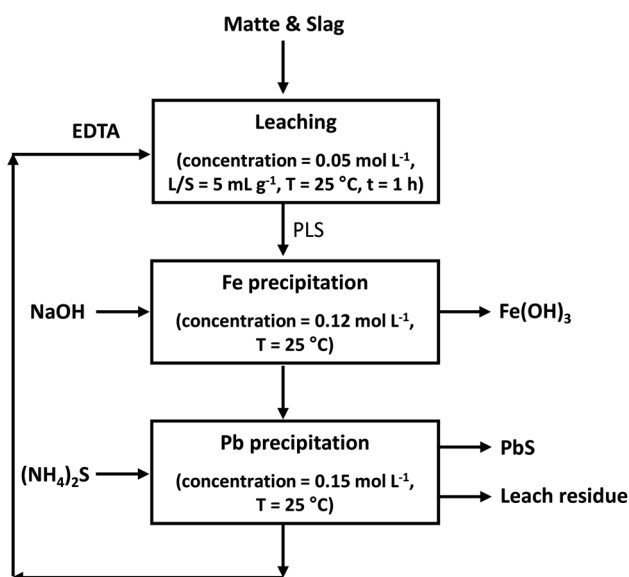 Matte & Slag
EDTA
Leaching
(concentration = 0.05 mol L⁻¹,
L/S = 5 mL g⁻¹, T = 25 °C, t = 1 h)
PLS
NaOH
Fe precipitation
(concentration = 0.12 mol L⁻¹,
T = 25 °C)
Fe(OH)₃
(NH₄)₂S
Pb precipitation
(concentration = 0.15 mol L⁻¹,
T = 25 °C)
PbS
Leach residue